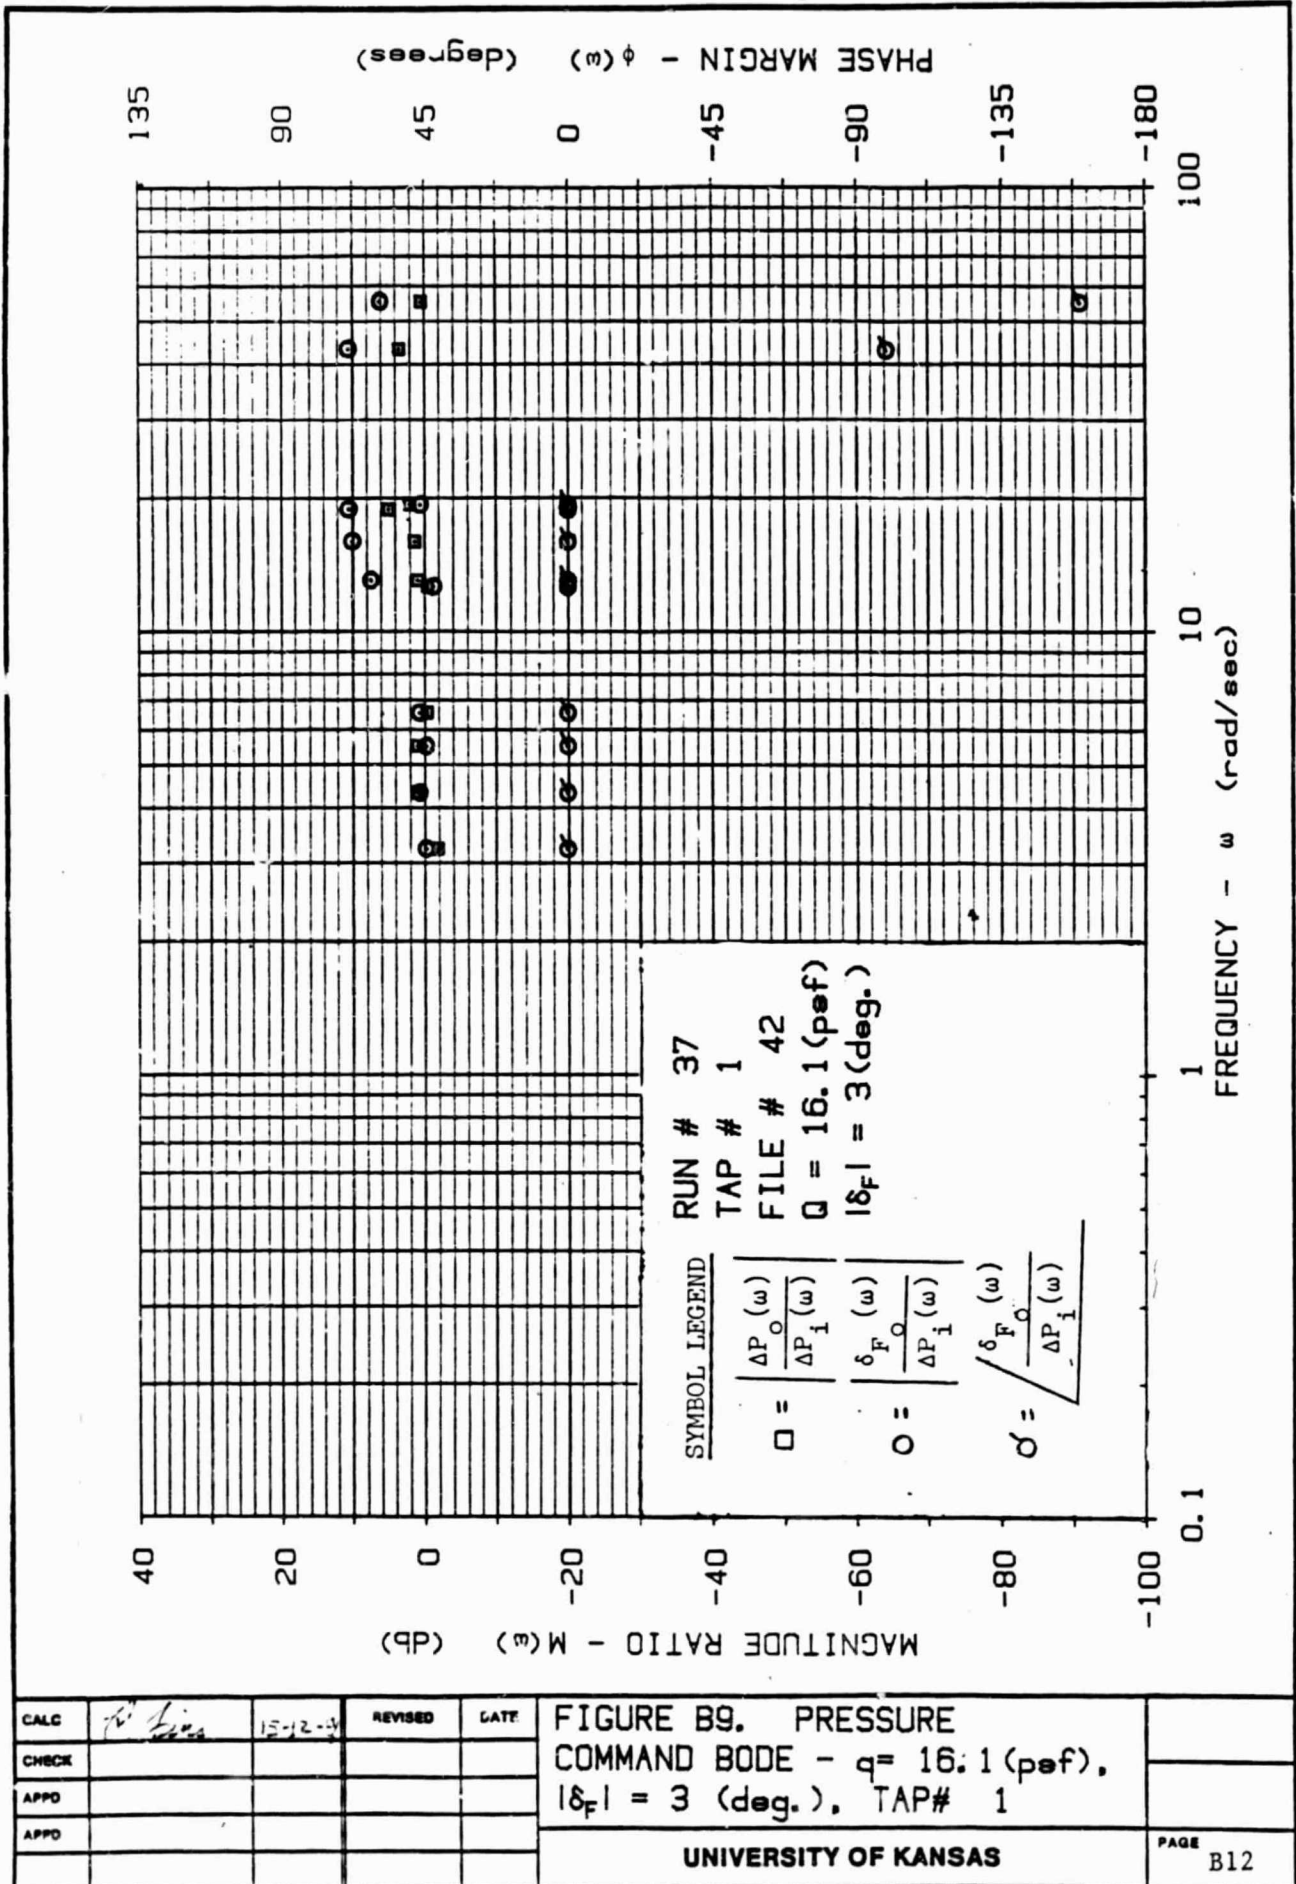 PHASE MARGIN - φ(ω) (degrees)
135
90
45
0
-45
-90
-135
-180
MAGNITUDE RATIO - M(ω) (db)
40
20
0
-20
-40
-60
-80
-100
0.1
1
10
100
FREQUENCY - ω (rad/sec)
SYMBOL LEGEND
□ = |ΔP_o(ω)/ΔP_i(ω)|
○ = |δ_F_o(ω)/ΔP_i(ω)|
σ = ∠δ_F_o(ω)/ΔP_i(ω)
RUN # 37
TAP # 1
FILE # 42
Q = 16.1(psf)
|δ_F| = 3(deg.)
CALC
REVISED
DATE
CHECK
APPD
APPD
FIGURE B9. PRESSURE
COMMAND BODE - q= 16.1(psf),
|δ_F| = 3 (deg.), TAP# 1
UNIVERSITY OF KANSAS
PAGE
B12